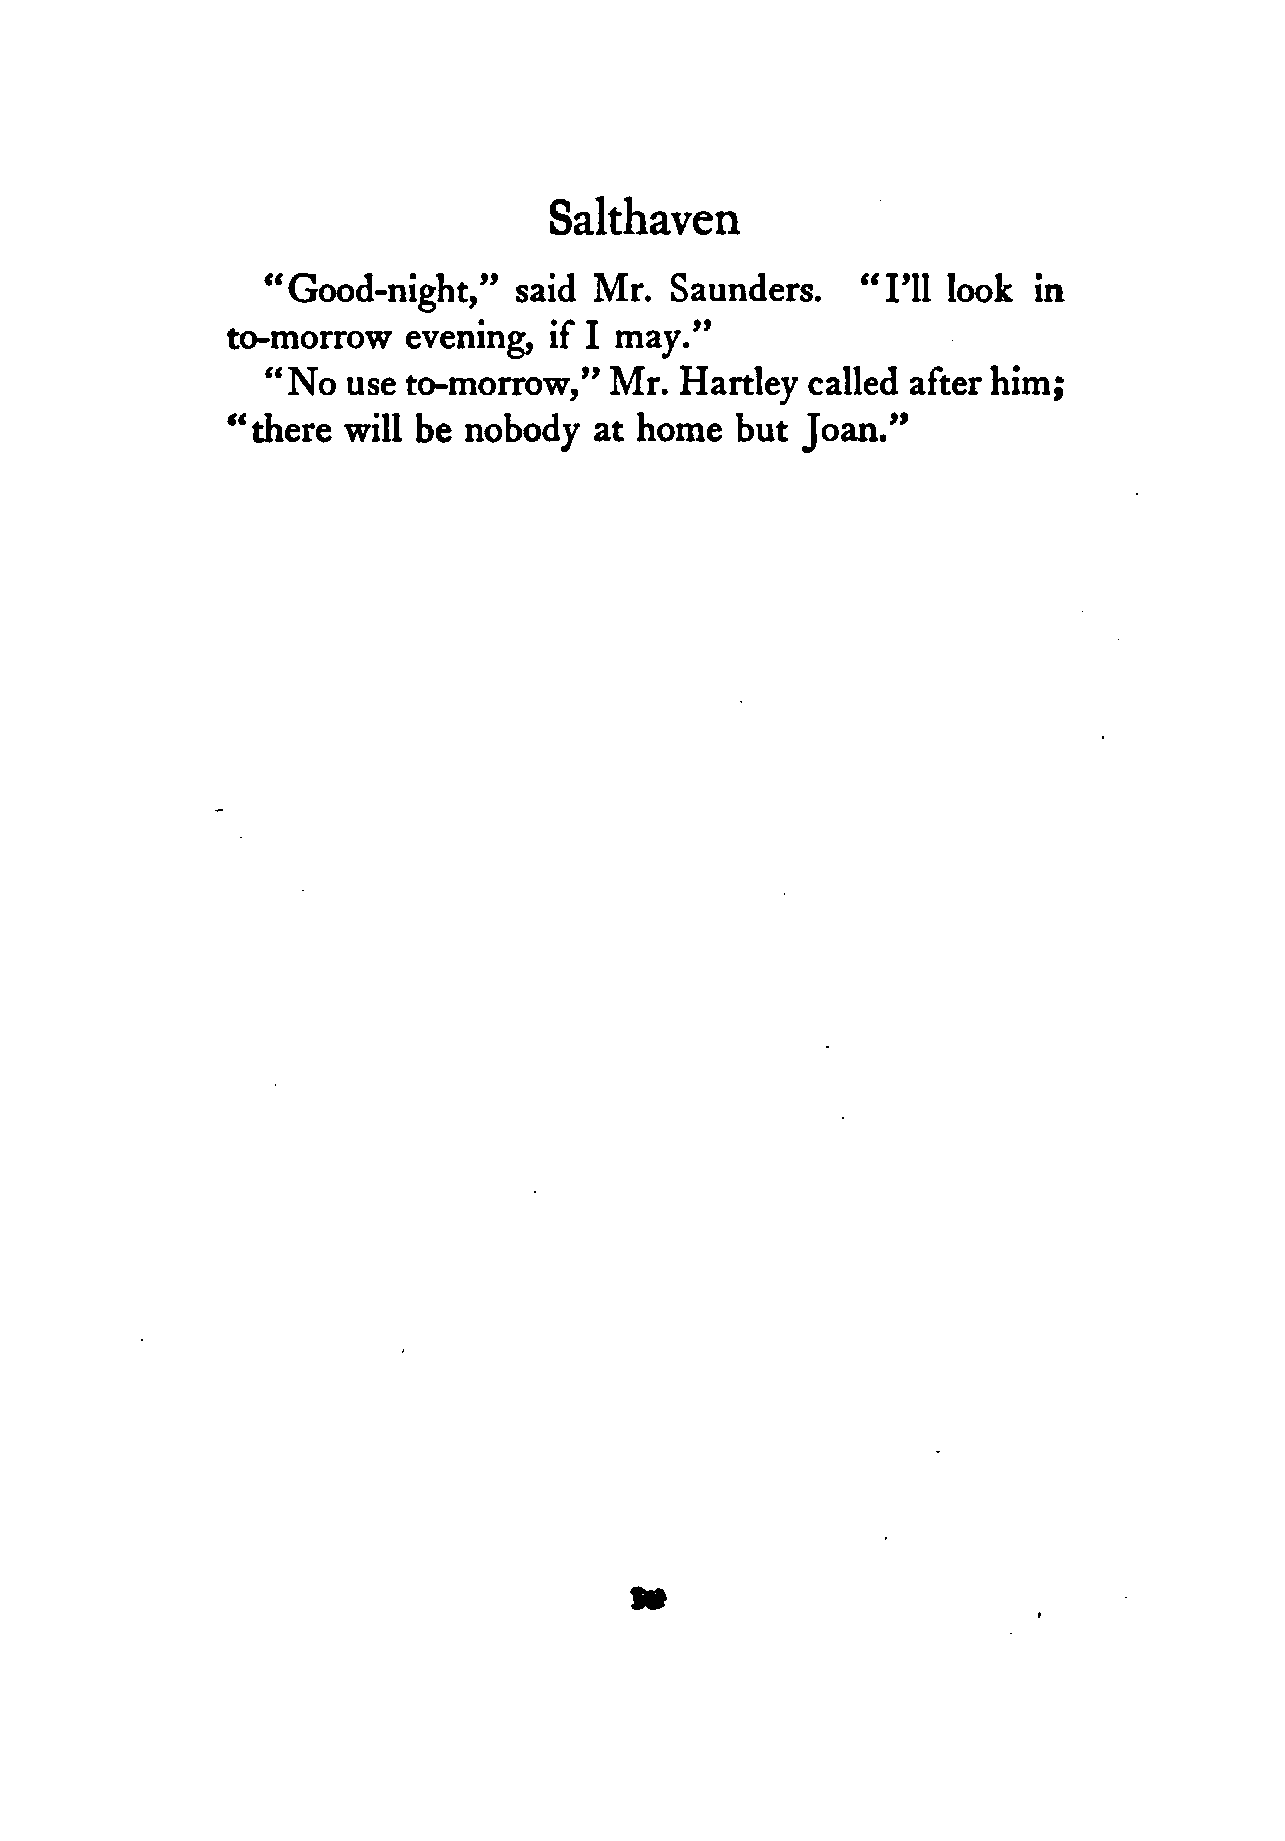 Salthaven
“Good-night,” said Mr. Saunders. “I’ll look in
to-morrow evening, if I may.”
“No use to-morrow,” Mr. Hartley called after him;
“there will be nobody at home but Joan.”